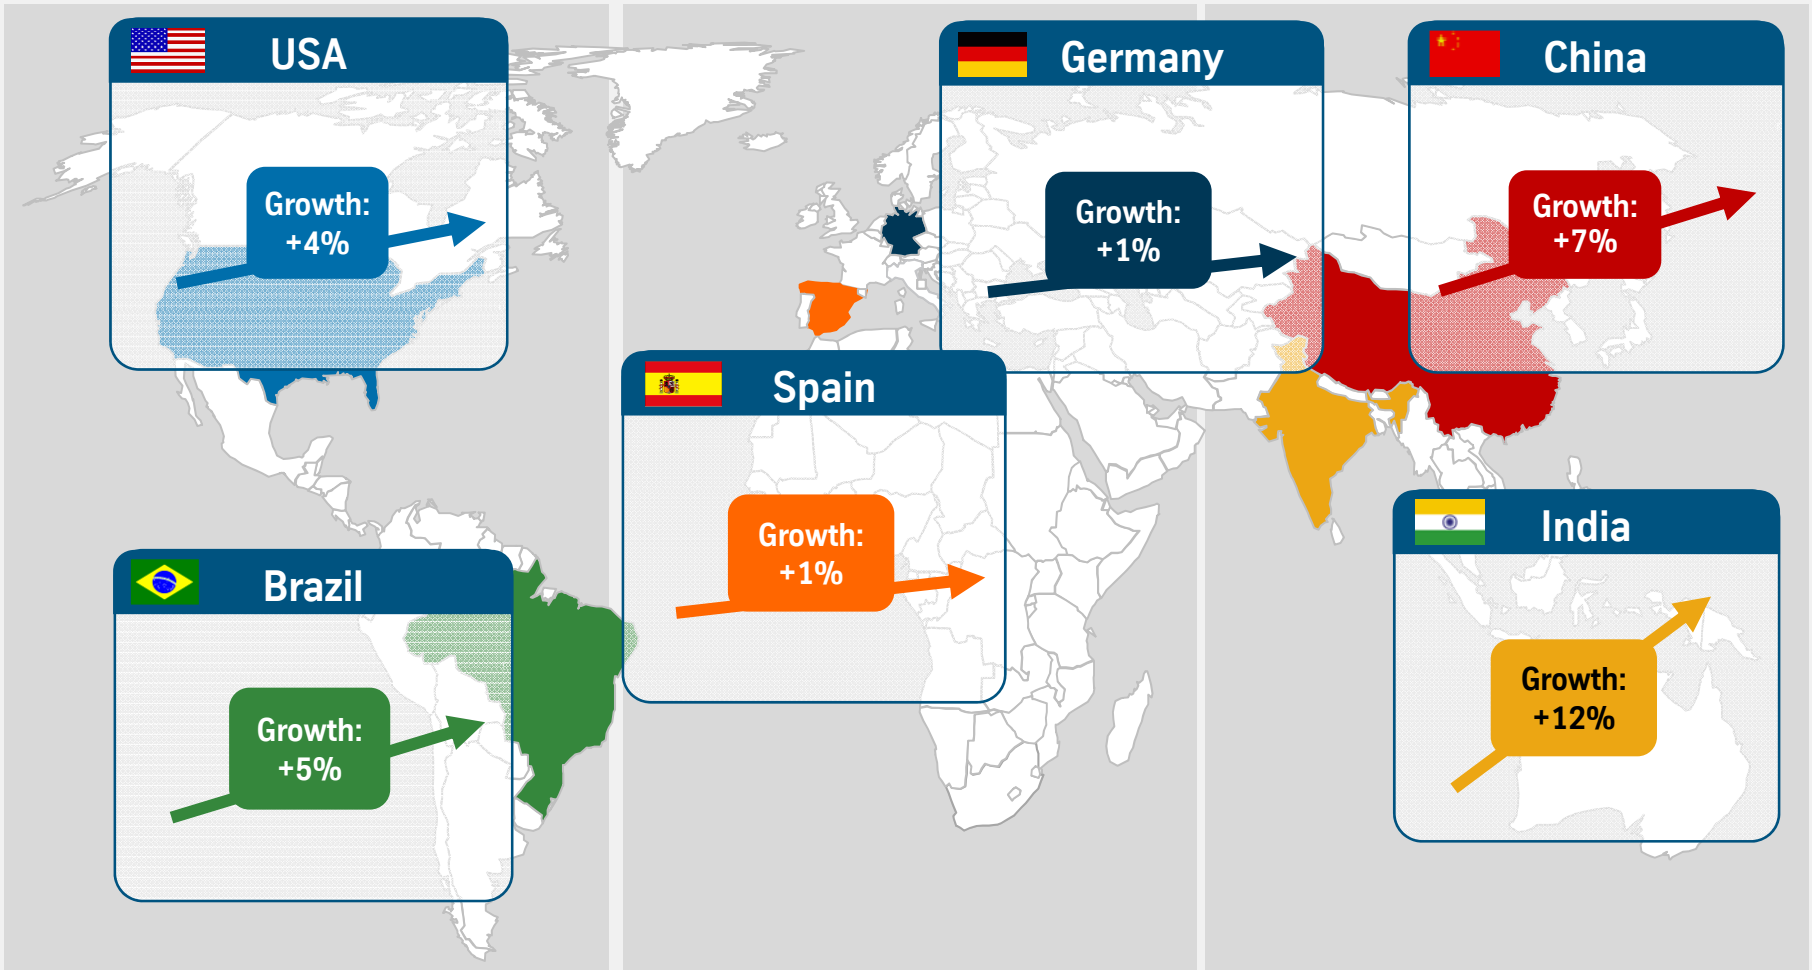 USA
Growth:
+4%
Germany
Growth:
+1%
China
Growth:
+7%
Spain
Growth:
+1%
Brazil
Growth:
+5%
India
Growth:
+12%